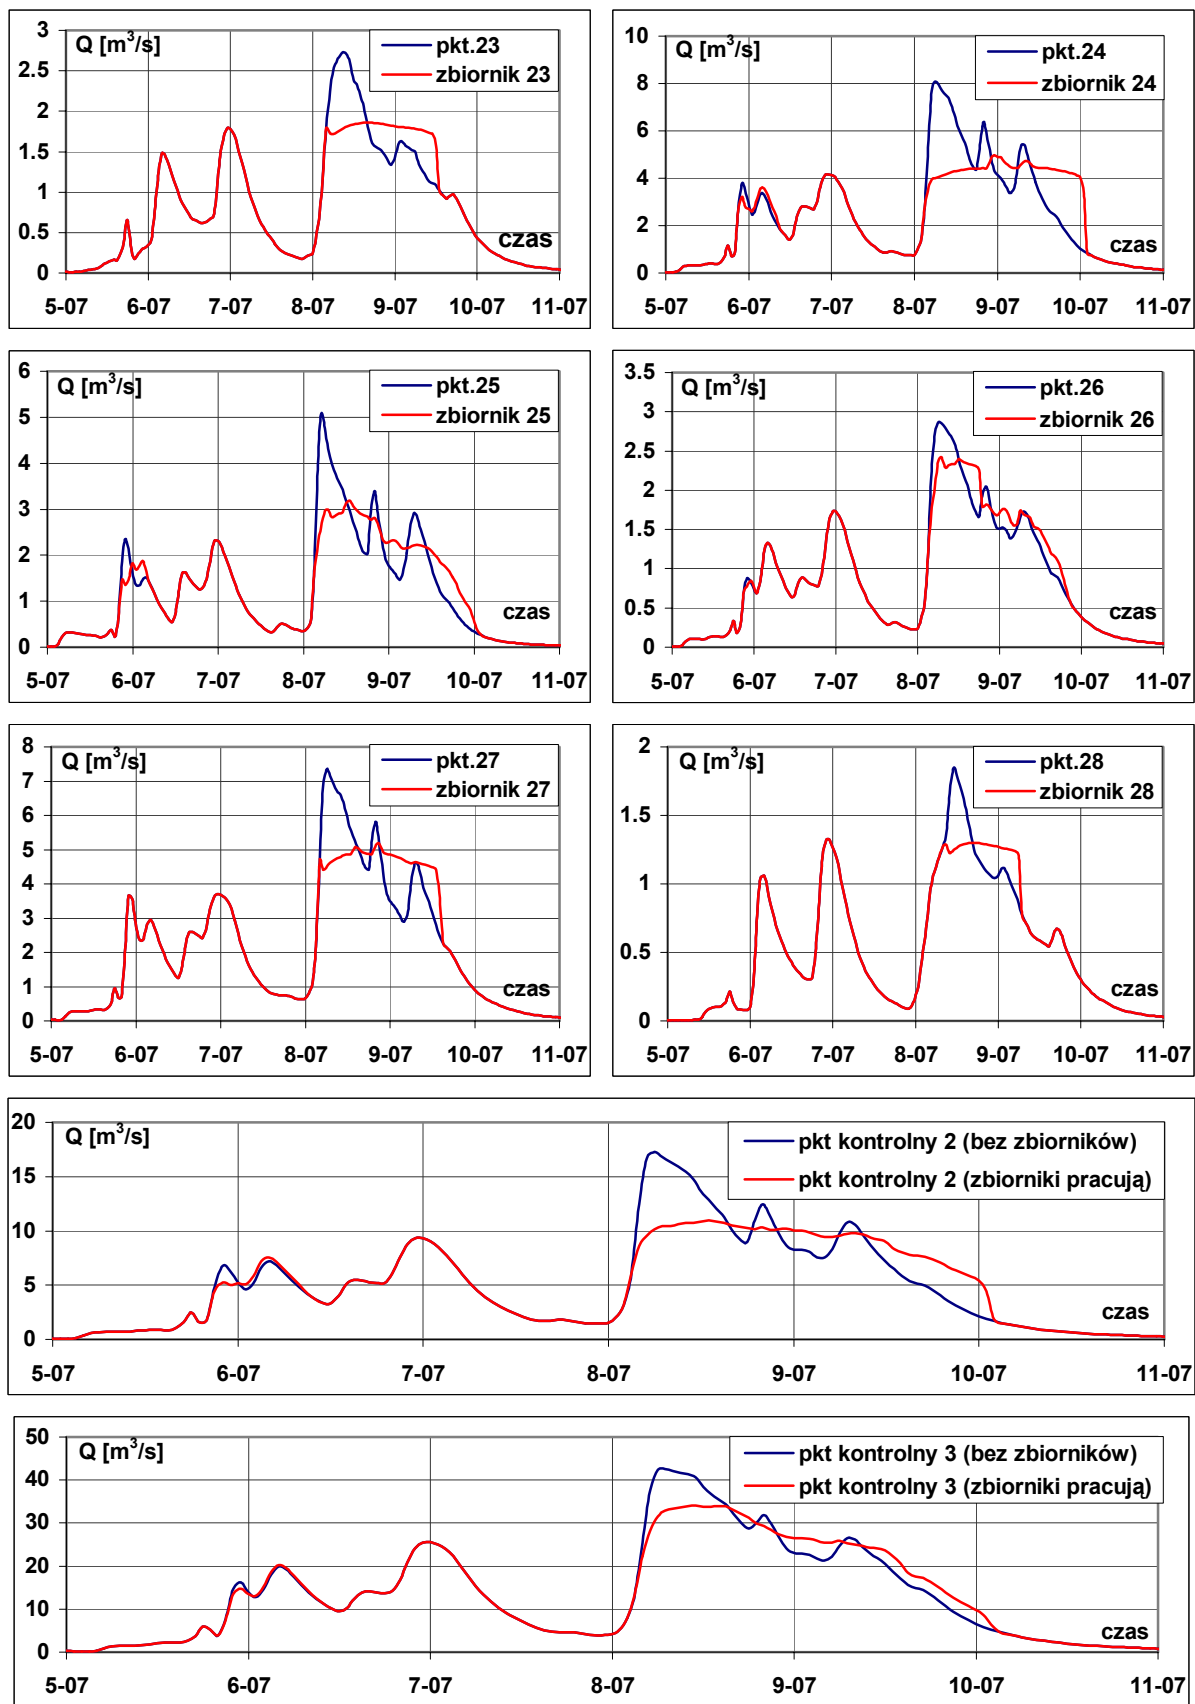 Q [m³/s]
pkt.23
zbiornik 23
3
2.5
2
1.5
1
0.5
0
czas
5-07 6-07 7-07 8-07 9-07 10-07 11-07
Q [m³/s]
pkt.24
zbiornik 24
10
8
6
4
2
0
czas
5-07 6-07 7-07 8-07 9-07 10-07 11-07
Q [m³/s]
pkt.25
zbiornik 25
6
5
4
3
2
1
0
czas
5-07 6-07 7-07 8-07 9-07 10-07 11-07
Q [m³/s]
pkt.26
zbiornik 26
3.5
3
2.5
2
1.5
1
0.5
0
czas
5-07 6-07 7-07 8-07 9-07 10-07 11-07
Q [m³/s]
pkt.27
zbiornik 27
8
7
6
5
4
3
2
1
0
czas
5-07 6-07 7-07 8-07 9-07 10-07 11-07
Q [m³/s]
pkt.28
zbiornik 28
2
1.5
1
0.5
0
czas
5-07 6-07 7-07 8-07 9-07 10-07 11-07
Q [m³/s]
pkt kontrolny 2 (bez zbiorników)
pkt kontrolny 2 (zbiorniki pracują)
20
15
10
5
0
czas
5-07 6-07 7-07 8-07 9-07 10-07 11-07
Q [m³/s]
pkt kontrolny 3 (bez zbiorników)
pkt kontrolny 3 (zbiorniki pracują)
50
40
30
20
10
0
czas
5-07 6-07 7-07 8-07 9-07 10-07 11-07